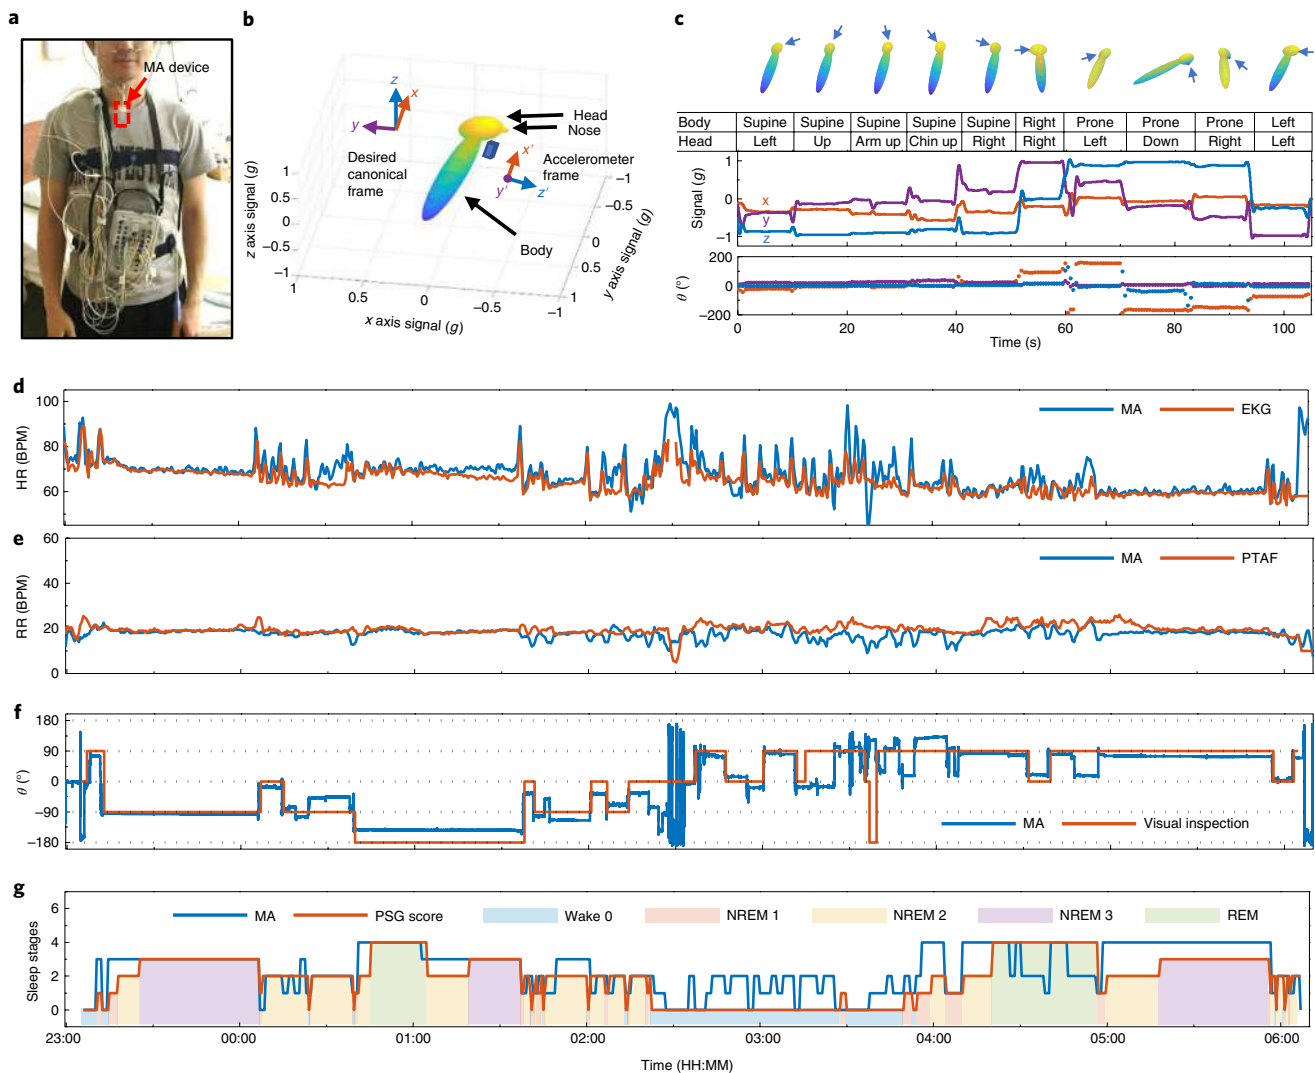 a
MA device
b
z
x
y
Desired
canonical
frame
Head
Nose
x′
Accelerometer
frame
y′
z′
Body
z axis signal (g)
1
0.5
0
−0.5
−1
1
0.5
0
−0.5
−1
x axis signal (g)
−1
−0.5
0
0.5
1
y axis signal (g)
c
Body Supine Supine Supine Supine Supine Right Prone Prone Prone Left
Head Left Up Arm up Chin up Right Right Left Down Right Left
Signal (g)
1
0
−1
x
y
z
θ (°)
200
0
−200
0 20 40 60 80 100
Time (s)
d
HR (BPM)
100
80
60
MA EKG
e
RR (BPM)
60
40
20
0
MA PTAF
f
θ (°)
180
90
0
−90
−180
MA Visual inspection
g
Sleep stages
6
4
2
0
MA PSG score Wake 0 NREM 1 NREM 2 NREM 3 REM
23:00 00:00 01:00 02:00 03:00 04:00 05:00 06:00
Time (HH:MM)